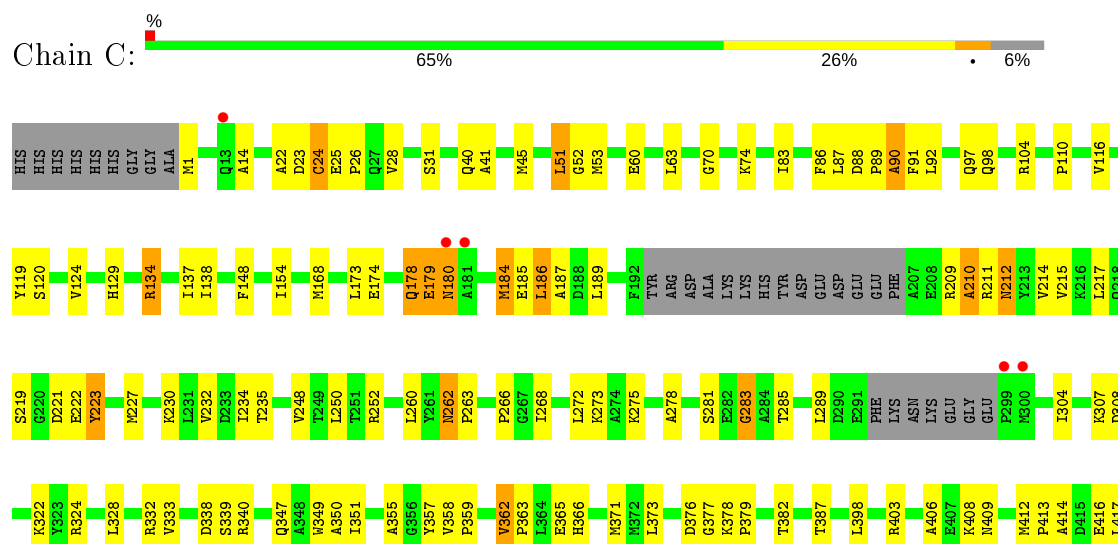 %
Chain C:
65% 26% • 6%
HIS HIS HIS HIS HIS HIS GLY GLY ALA M1 Q13 A14 A22 D23 C24 E25 P26 Q27 V28 S31 Q40 A41 M45 L51 G52 M53 E60 L63 G70 K74 I83 F86 L87 D88 P89 A90 F91 L92 Q97 Q98 R104 P110 V116
Y119 S120 V124 H129 R134 I137 I138 F148 I154 M168 L173 E174 Q178 E179 N180 A181 M184 E185 L186 A187 D188 L189 F192 TYR ARG ASP ALA LYS LYS HIS TYR ASP GLU ASP GLU GLU PHE A207 E208 R209 A210 R211 N212 Y213 V214 V215 K216 L217 Q218
S219 G220 D221 E222 Y223 M227 K230 L231 V232 D233 I234 T235 V248 T249 L250 T251 R252 L260 Y261 N262 P263 P266 G267 I268 L272 K273 A274 K275 A278 S281 E282 G283 A284 T285 L289 D290 E291 PHE LYS ASN LYS GLU GLY GLU P299 M300 I304 K307
K322 Y323 R324 L328 R332 V333 D338 S339 R340 Q347 A348 W349 A350 I351 A355 G356 Y357 V358 P359 V362 P363 L364 E365 H366 M371 M372 L373 D376 G377 K378 P379 T382 T387 L398 R403 A406 E407 K408 N409 M412 P413 A414 D415 E416